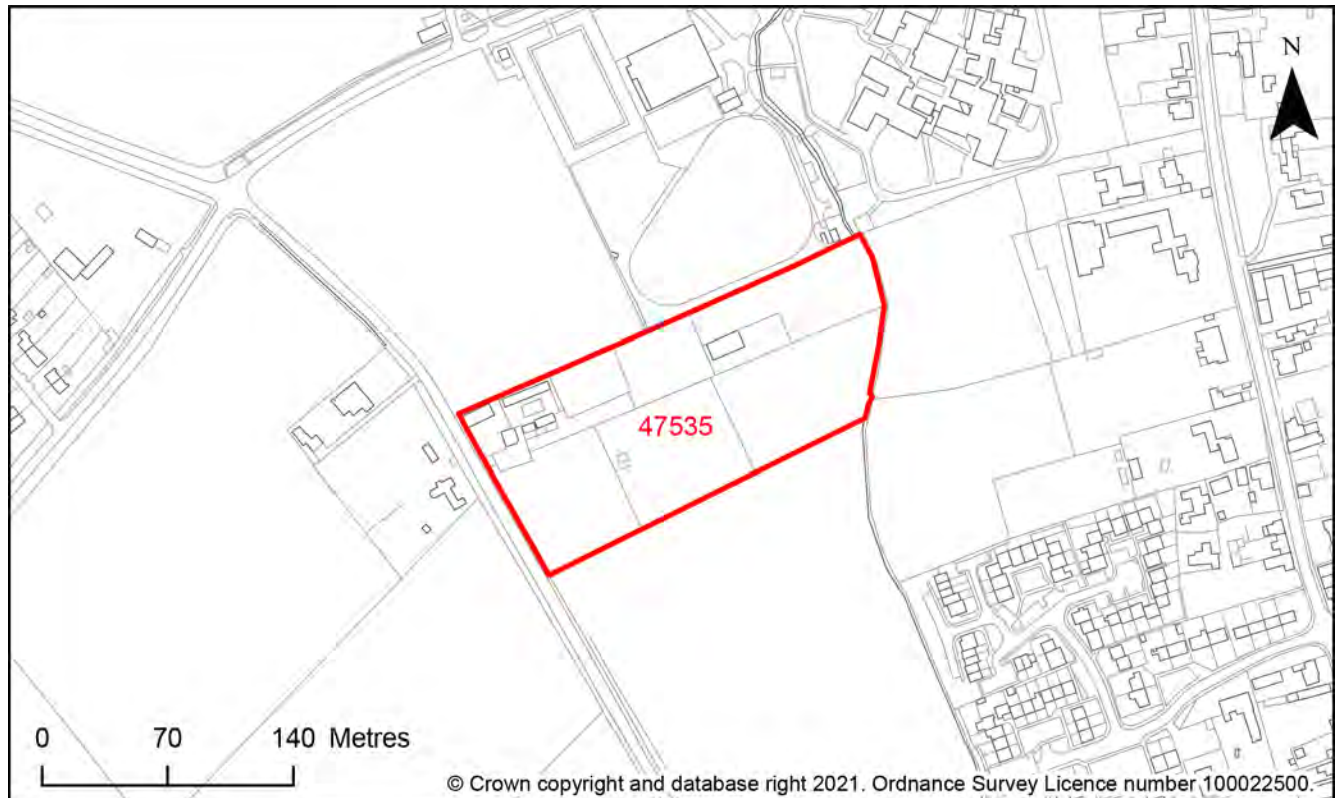 N
47535
0 70 140 Metres
© Crown copyright and database right 2021. Ordnance Survey Licence number 100022500.